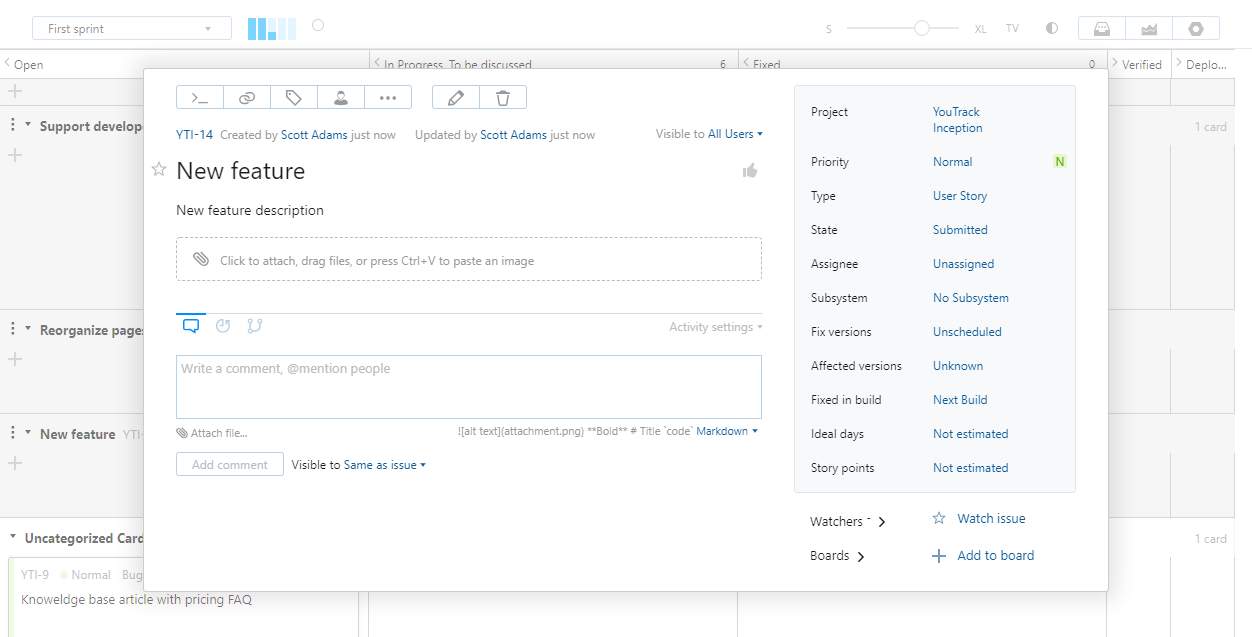 First sprint
S XL TV
Open
In Progress, To be discussed 6
Fixed 0
Verified
Deplo...
Support develop
1 card
Reorganize pages
New feature YTI-
Uncategorized Card
1 card
YTI-9 Normal Bug
Knoweldge base article with pricing FAQ
YTI-14 Created by Scott Adams just now Updated by Scott Adams just now Visible to All Users
New feature
New feature description
Click to attach, drag files, or press Ctrl+V to paste an image
Activity settings
Write a comment, @mention people
Attach file...
![alt text](attachment.png) **Bold** # Title `code` Markdown
Add comment Visible to Same as issue
Project YouTrack
Inception
Priority Normal N
Type User Story
State Submitted
Assignee Unassigned
Subsystem No Subsystem
Fix versions Unscheduled
Affected versions Unknown
Fixed in build Next Build
Ideal days Not estimated
Story points Not estimated
Watchers Watch issue
Boards Add to board